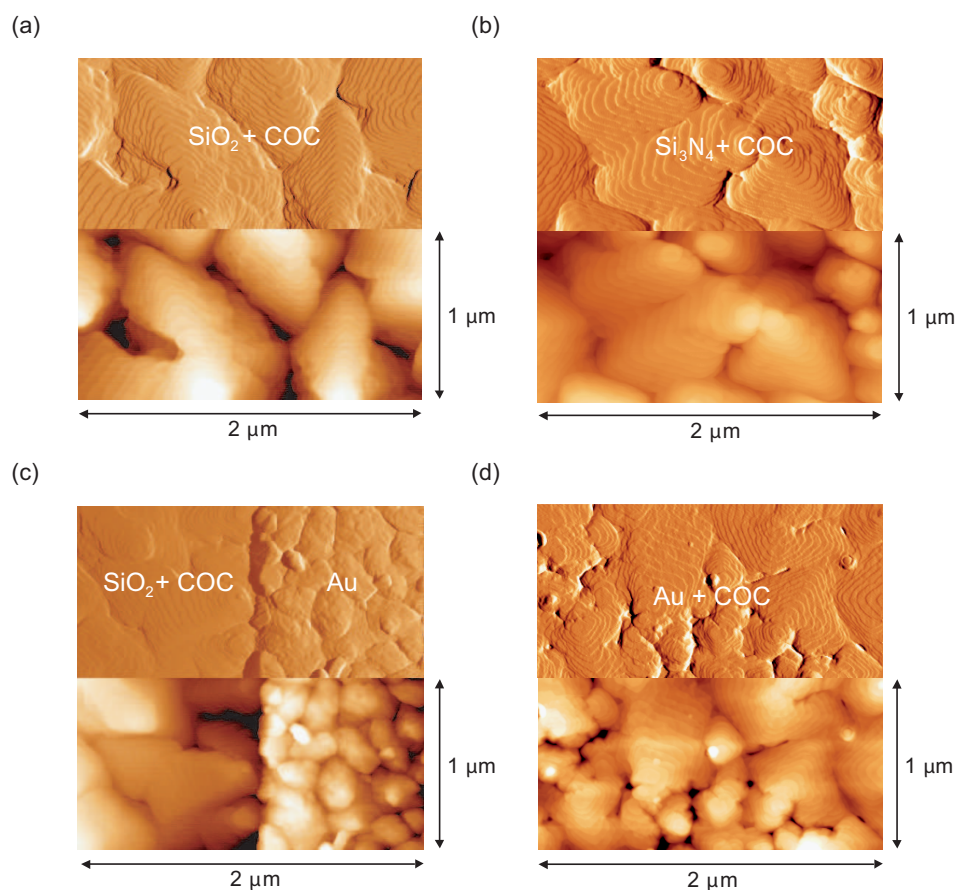 (a)
(b)
SiO₂ + COC
Si₃N₄ + COC
1 μm
1 μm
2 μm
2 μm
(c)
(d)
SiO₂ + COC
Au
Au + COC
1 μm
1 μm
2 μm
2 μm